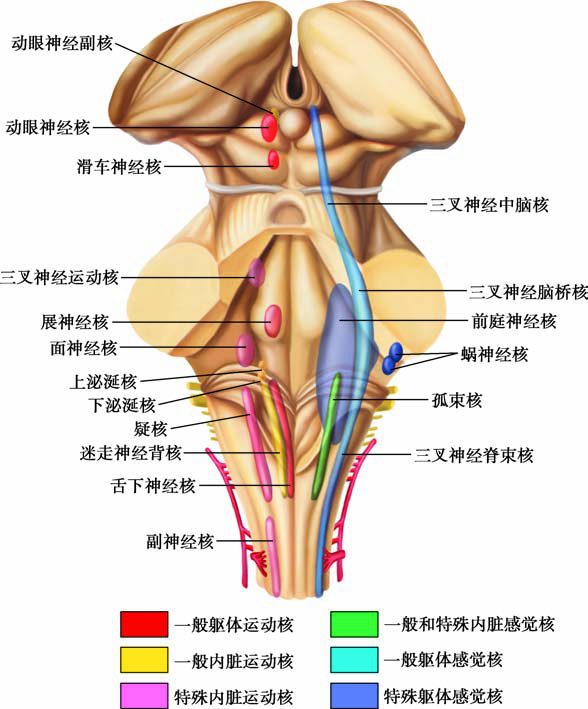 动眼神经副核
动眼神经核
滑车神经核
三叉神经中脑核
三叉神经运动核
三叉神经脑桥核
展神经核
前庭神经核
面神经核
蜗神经核
上泌涎核
下泌涎核
孤束核
疑核
迷走神经背核
三叉神经脊束核
舌下神经核
副神经核
一般躯体运动核
一般和特殊内脏感觉核
一般内脏运动核
一般躯体感觉核
特殊内脏运动核
特殊躯体感觉核